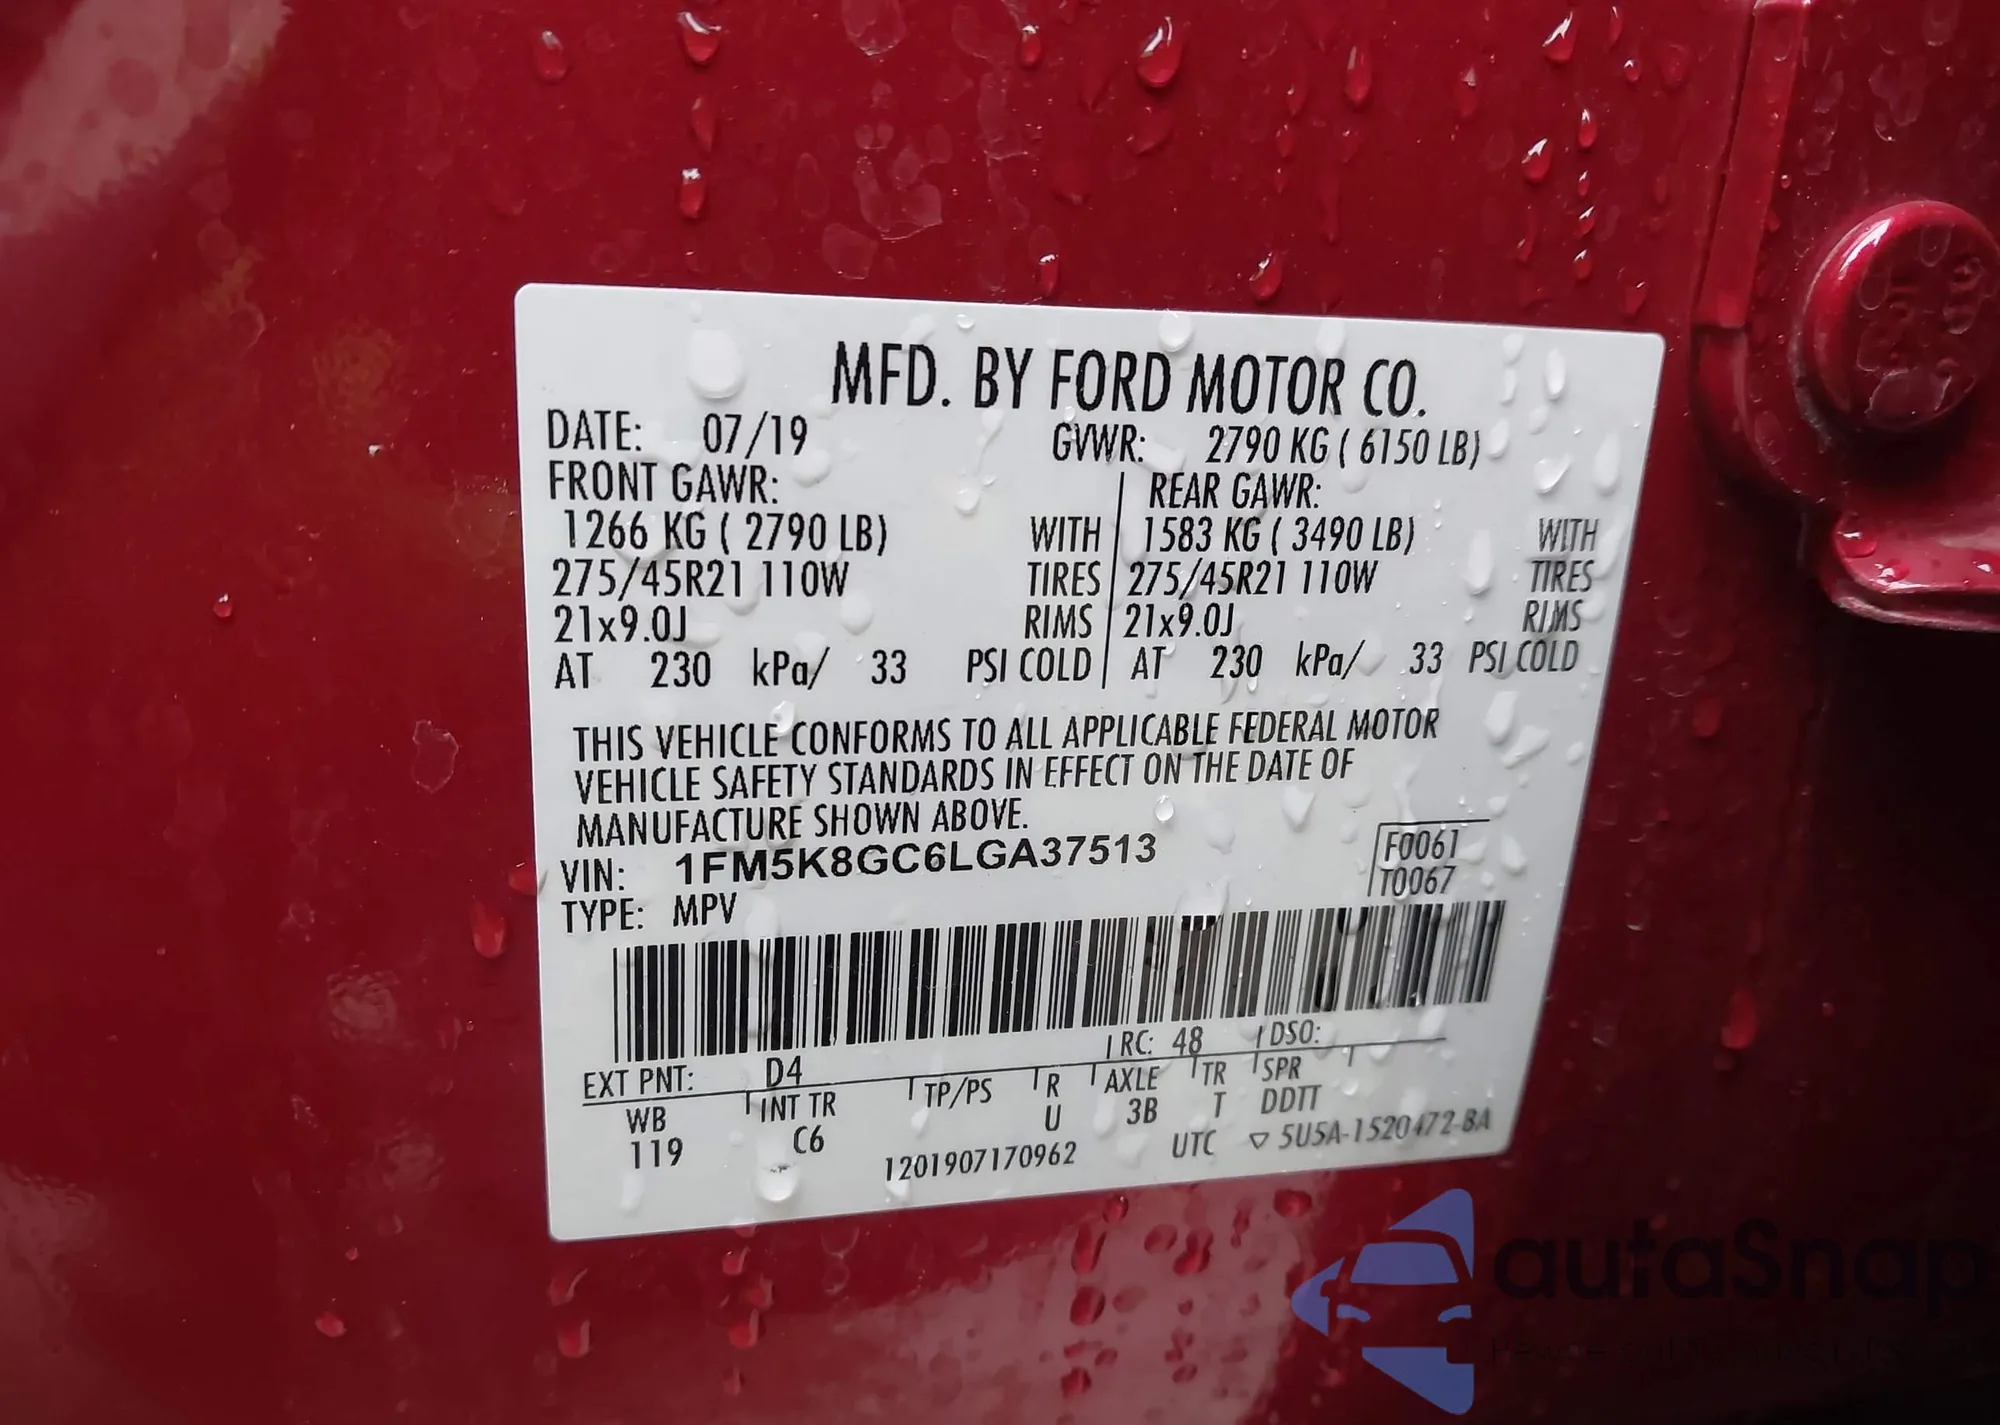 MFD. BY FORD MOTOR CO.
DATE: 07/19 GVWR: 2790 KG ( 6150 LB)
FRONT GAWR: REAR GAWR:
1266 KG ( 2790 LB) WITH 1583 KG ( 3490 LB) WITH
275/45R21 110W TIRES 275/45R21 110W TIRES
21x9.0J RIMS 21x9.0J RIMS
AT 230 kPa/ 33 PSI COLD AT 230 kPa/ 33 PSI COLD
THIS VEHICLE CONFORMS TO ALL APPLICABLE FEDERAL MOTOR
VEHICLE SAFETY STANDARDS IN EFFECT ON THE DATE OF
MANUFACTURE SHOWN ABOVE.
VIN: 1FM5K8GC6LGA37513 F0061
TYPE: MPV T0067
EXT PNT: D4 RC: 48 DSO:
WB INT TR TP/PS R AXLE TR SPR
119 C6 U 3B T DDTT
1201907170962 UTC ▽ 5U5A-1520472-BA
autoSnap